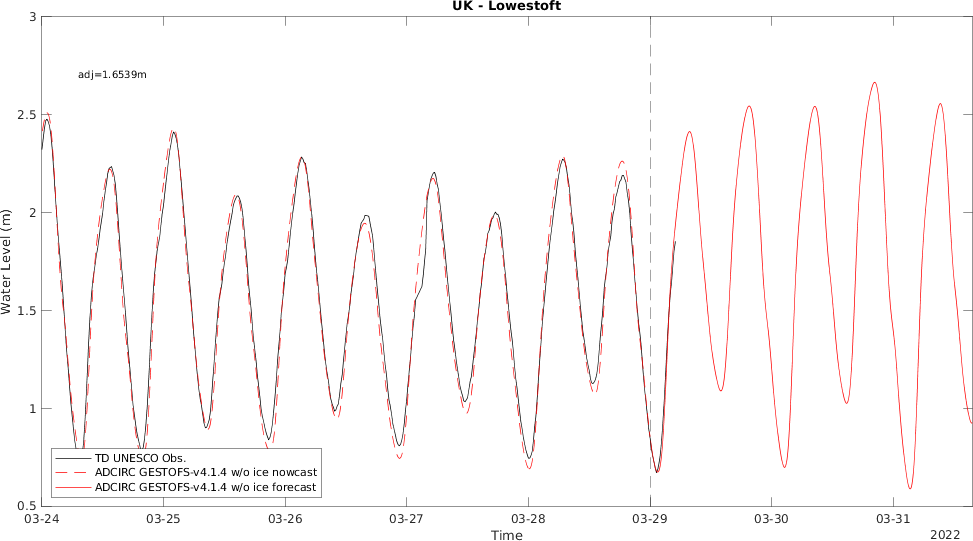 UK - Lowestoft
adj=1.6539m
3
2.5
2
1.5
1
0.5
Water Level (m)
TD UNESCO Obs.
ADCIRC GESTOFS-v4.1.4 w/o ice nowcast
ADCIRC GESTOFS-v4.1.4 w/o ice forecast
03-24 03-25 03-26 03-27 03-28 03-29 03-30 03-31
Time
2022